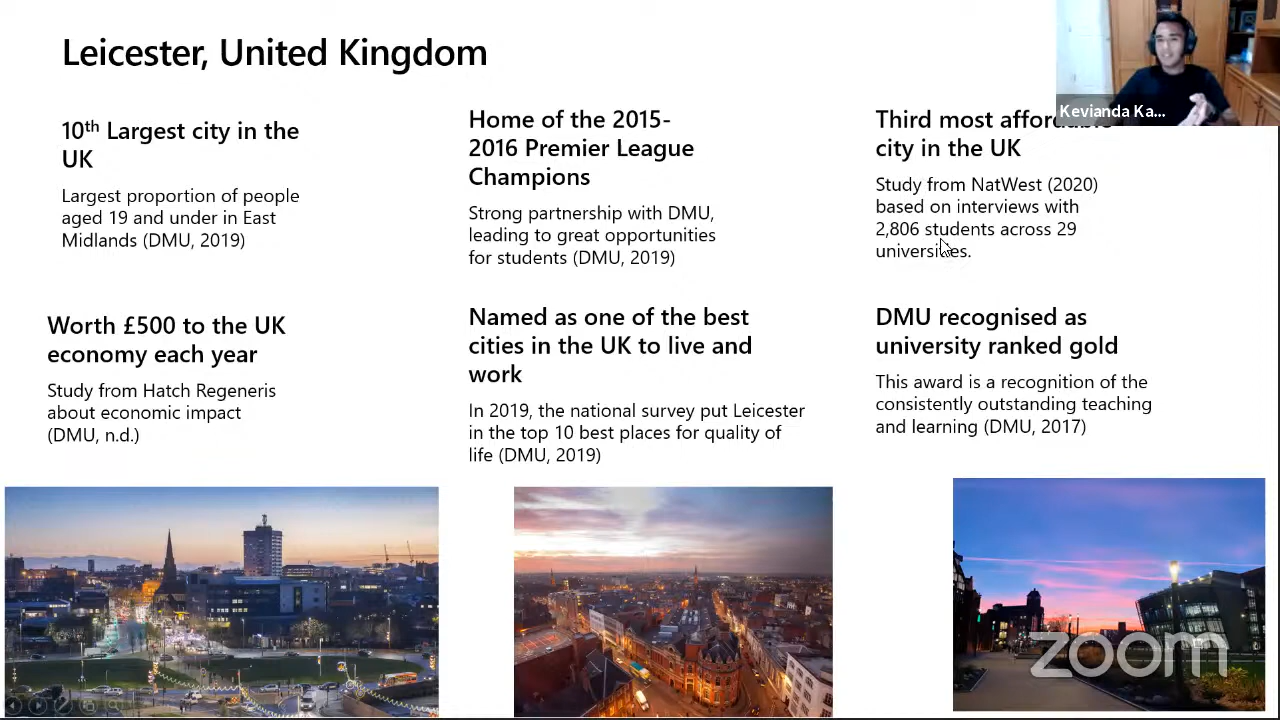 Leicester, United Kingdom
10th Largest city in the
UK
Largest proportion of people
aged 19 and under in East
Midlands (DMU, 2019)
Home of the 2015-
2016 Premier League
Champions
Strong partnership with DMU,
leading to great opportunities
for students (DMU, 2019)
Kevianda Ka...
Third most affordable
city in the UK
Study from NatWest (2020)
based on interviews with
2,806 students across 29
universities.
Worth £500 to the UK
economy each year
Study from Hatch Regeneris
about economic impact
(DMU, n.d.)
Named as one of the best
cities in the UK to live and
work
In 2019, the national survey put Leicester
in the top 10 best places for quality of
life (DMU, 2019)
DMU recognised as
university ranked gold
This award is a recognition of the
consistently outstanding teaching
and learning (DMU, 2017)
zoom